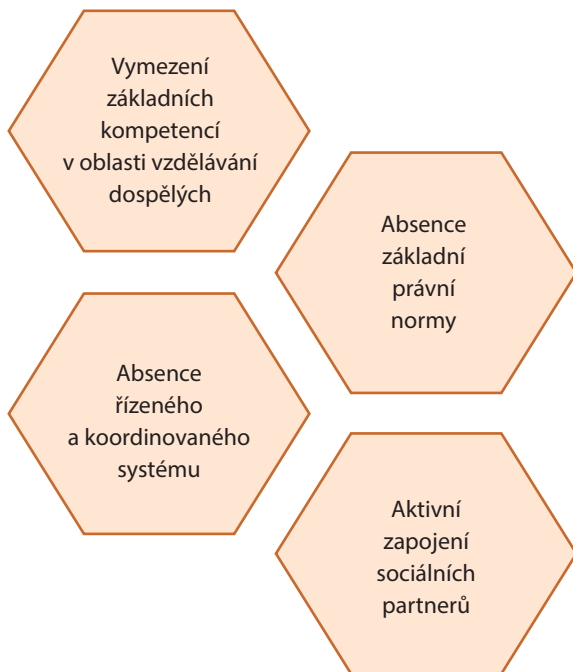 Vymezení
základních
kompetencí
v oblasti vzdělávání
dospělých
Absence
základní
právní
normy
Absence
řízeného
a koordinovaného
systému
Aktivní
zapojení
sociálních
partnerů